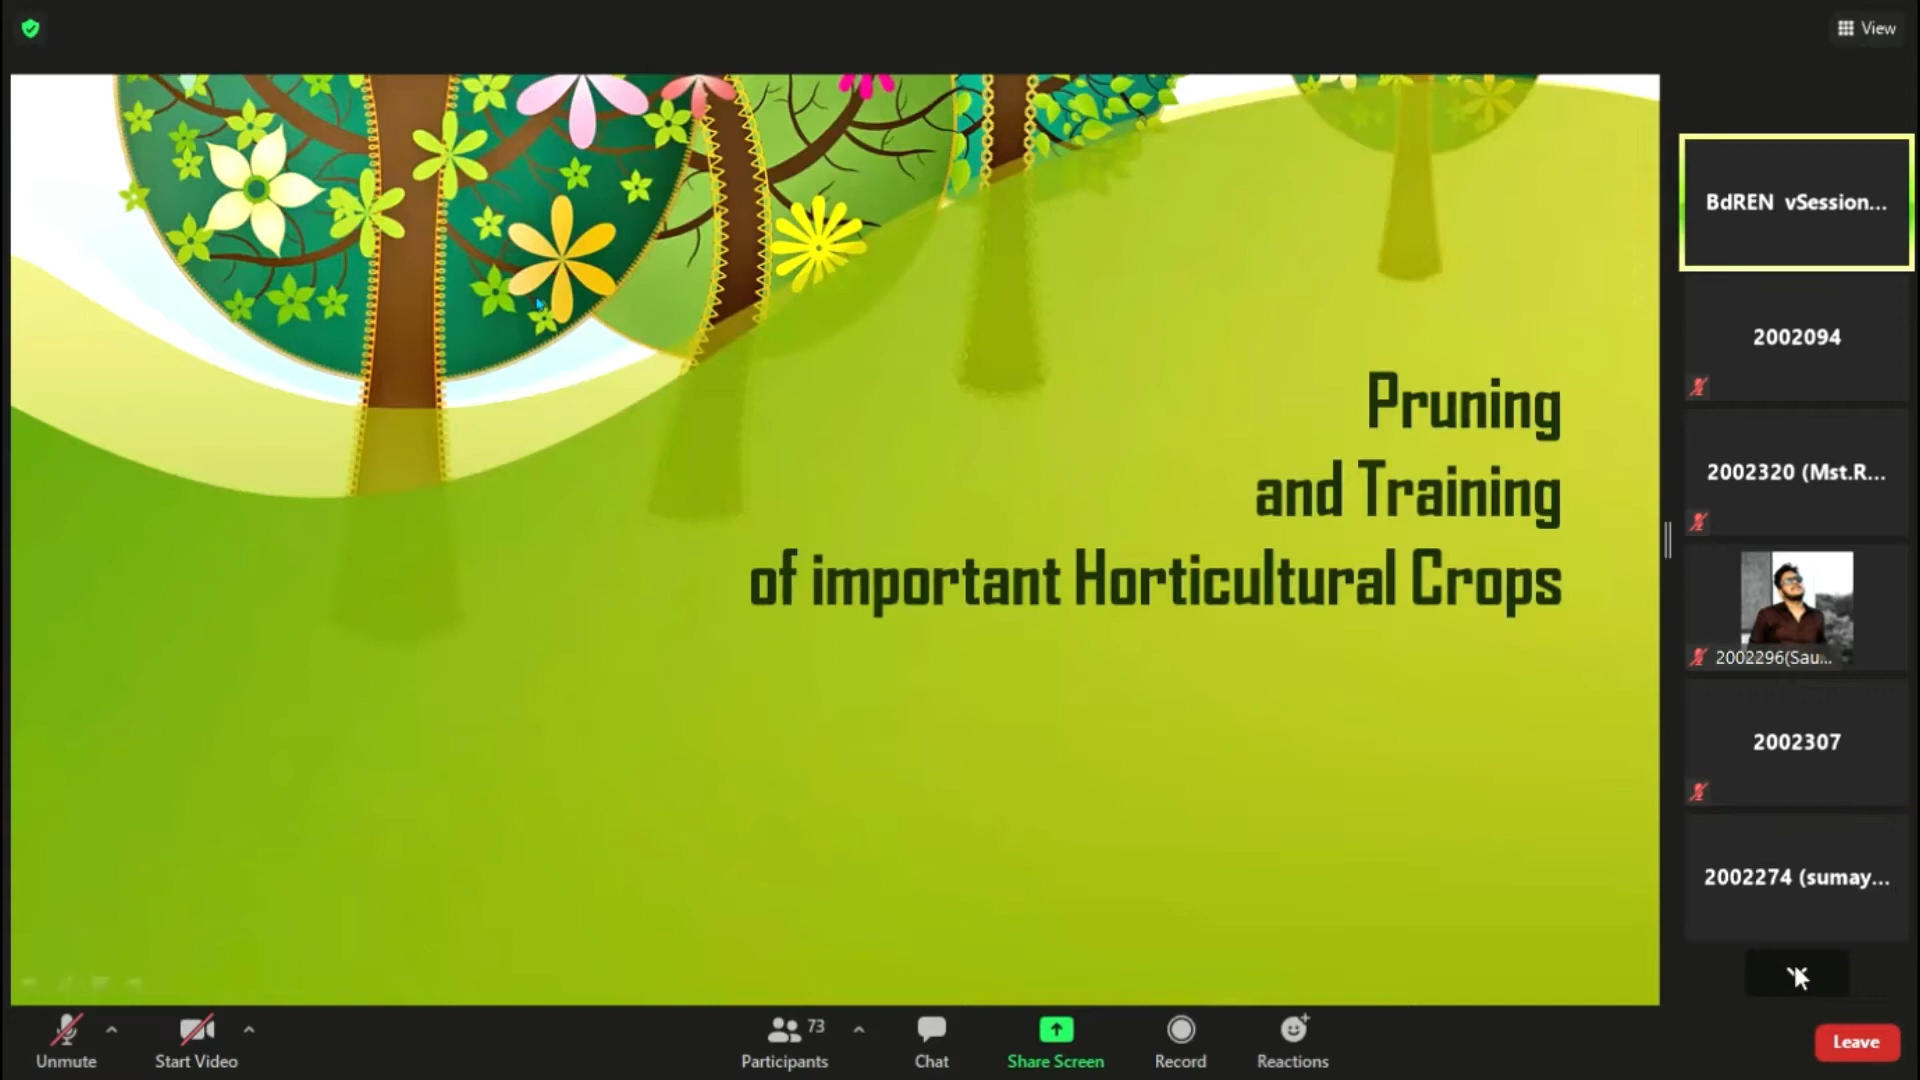 View
Pruning
and Training
of important Horticultural Crops
BdREN vSession...
2002094
2002320 (Mst.R...
2002296(Sau...
2002307
2002274 (sumay...
Unmute
Start Video
73
Participants
Chat
Share Screen
Record
Reactions
Leave